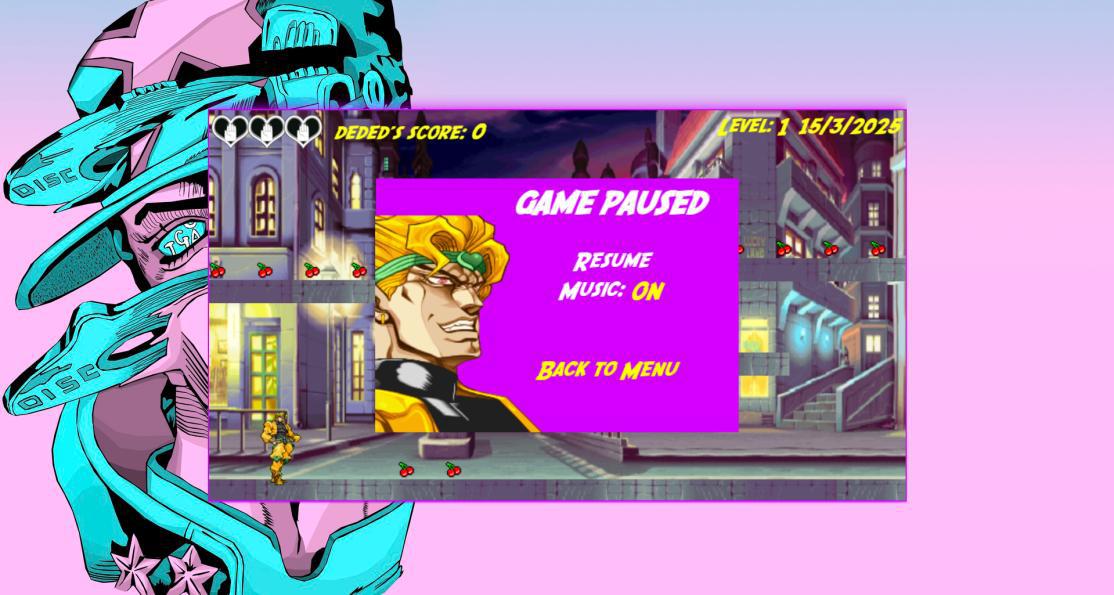 DEDED'S SCORE: 0
LEVEL: 1 15/3/2025
GAME PAUSED
RESUME
MUSIC: ON
BACK TO MENU
DISC
DISC